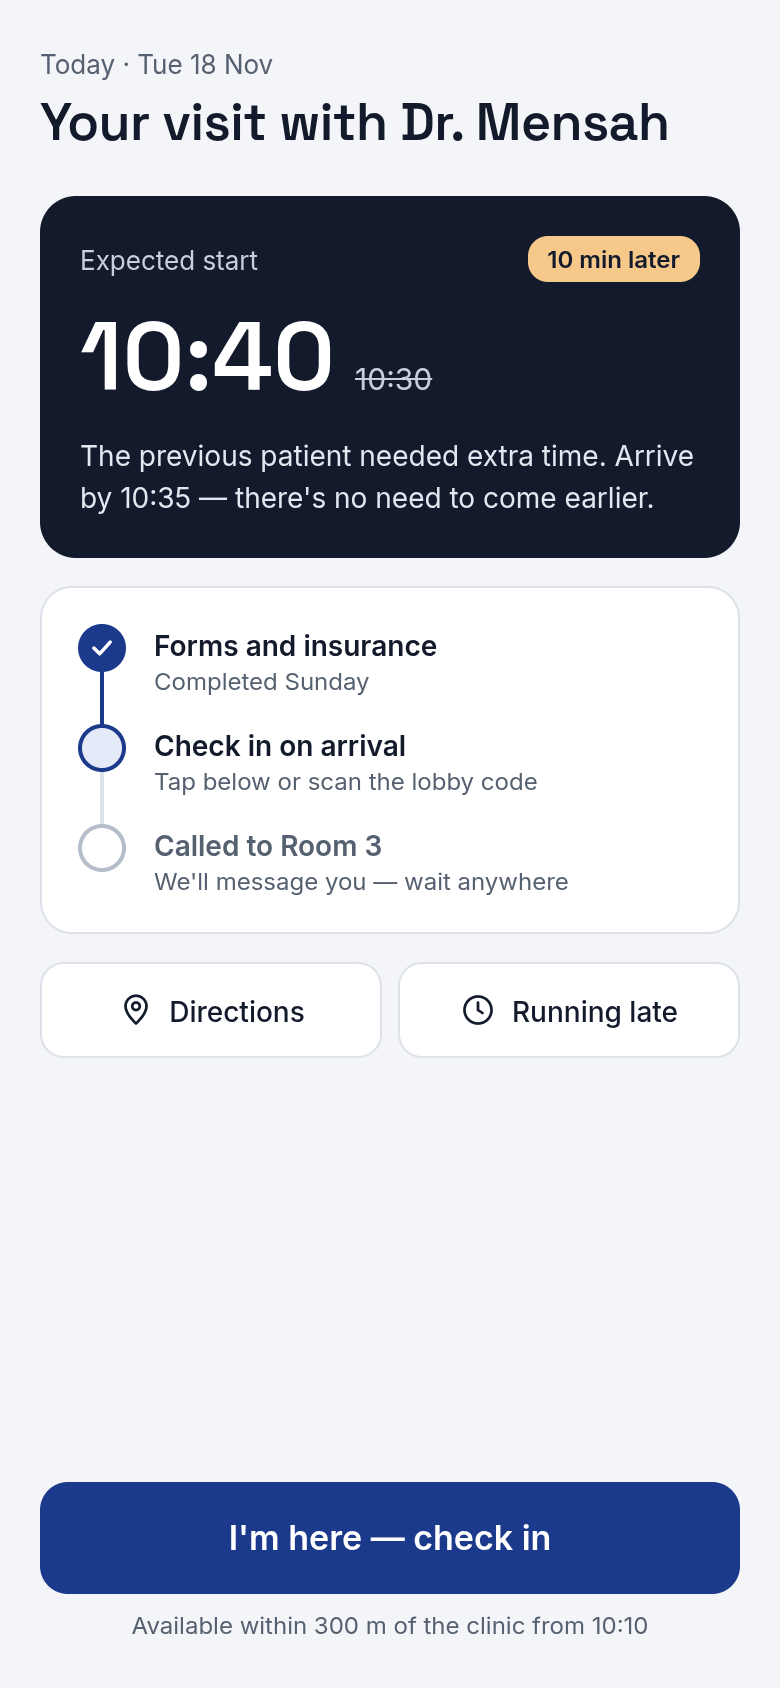 Today · Tue 18 Nov
Your visit with Dr. Mensah
Expected start
10 min later
10:40 10:30
The previous patient needed extra time. Arrive
by 10:35 — there's no need to come earlier.
Forms and insurance
Completed Sunday
Check in on arrival
Tap below or scan the lobby code
Called to Room 3
We'll message you — wait anywhere
Directions
Running late
I'm here — check in
Available within 300 m of the clinic from 10:10